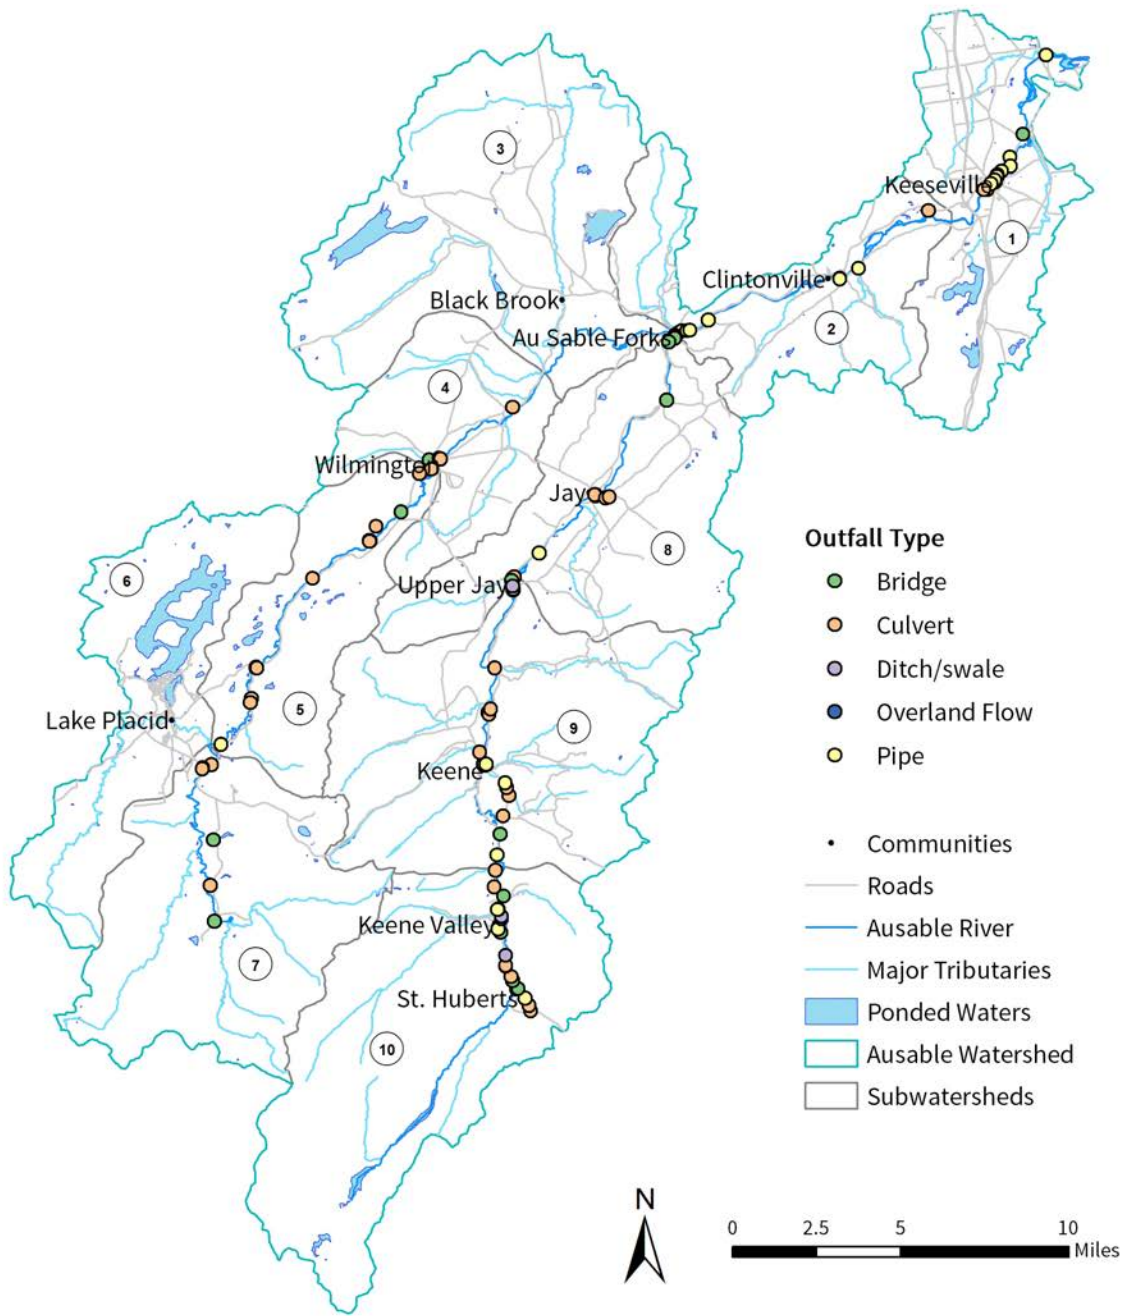 3
Keeseville
1
Clintonville
Black Brook
2
Au Sable Forks
4
Wilmington
Jay
8
6
Upper Jay
5
Lake Placid
9
Keene
Keene Valley
7
St. Huberts
10
Outfall Type
Bridge
Culvert
Ditch/swale
Overland Flow
Pipe
Communities
Roads
Ausable River
Major Tributaries
Ponded Waters
Ausable Watershed
Subwatersheds
N
0 2.5 5 10
Miles